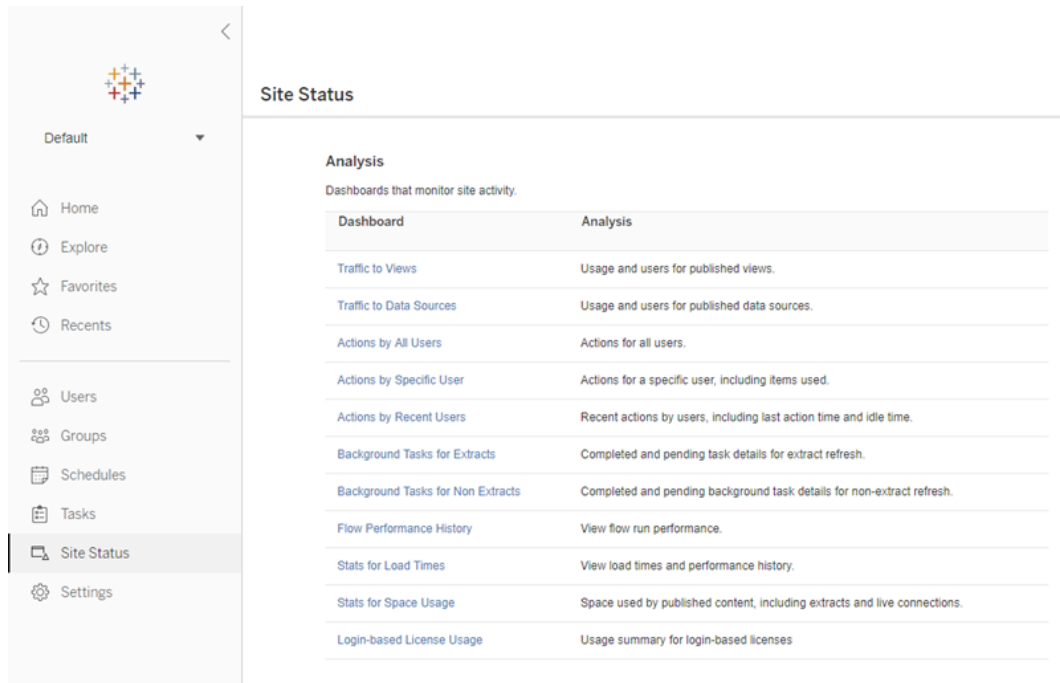 Default
Home
Explore
Favorites
Recents
Users
Groups
Schedules
Tasks
Site Status
Settings
Site Status
Analysis
Dashboards that monitor site activity.
Dashboard Analysis
Traffic to Views Usage and users for published views.
Traffic to Data Sources Usage and users for published data sources.
Actions by All Users Actions for all users.
Actions by Specific User Actions for a specific user, including items used.
Actions by Recent Users Recent actions by users, including last action time and idle time.
Background Tasks for Extracts Completed and pending task details for extract refresh.
Background Tasks for Non Extracts Completed and pending background task details for non-extract refresh.
Flow Performance History View flow run performance.
Stats for Load Times View load times and performance history.
Stats for Space Usage Space used by published content, including extracts and live connections.
Login-based License Usage Usage summary for login-based licenses